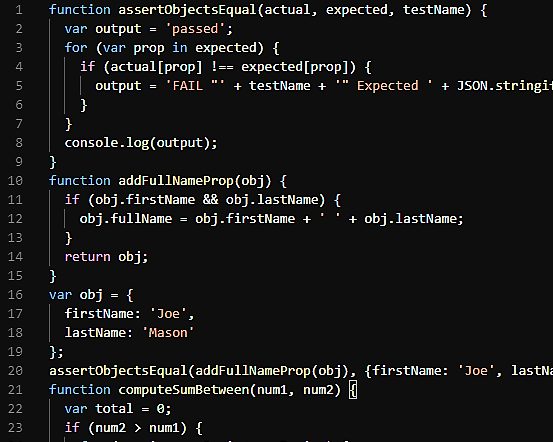 1 function assertObjectsEqual(actual, expected, testName) {
2 var output = 'passed';
3 for (var prop in expected) {
4 if (actual[prop] !== expected[prop]) {
5 output = 'FAIL "' + testName + '" Expected ' + JSON.stringif
6 }
7 }
8 console.log(output);
9 }
10 function addFullNameProp(obj) {
11 if (obj.firstName && obj.lastName) {
12 obj.fullName = obj.firstName + ' ' + obj.lastName;
13 }
14 return obj;
15 }
16 var obj = {
17 firstName: 'Joe',
18 lastName: 'Mason'
19 };
20 assertObjectsEqual(addFullNameProp(obj), {firstName: 'Joe', lastNa
21 function computeSumBetween(num1, num2) {
22 var total = 0;
23 if (num2 > num1) {